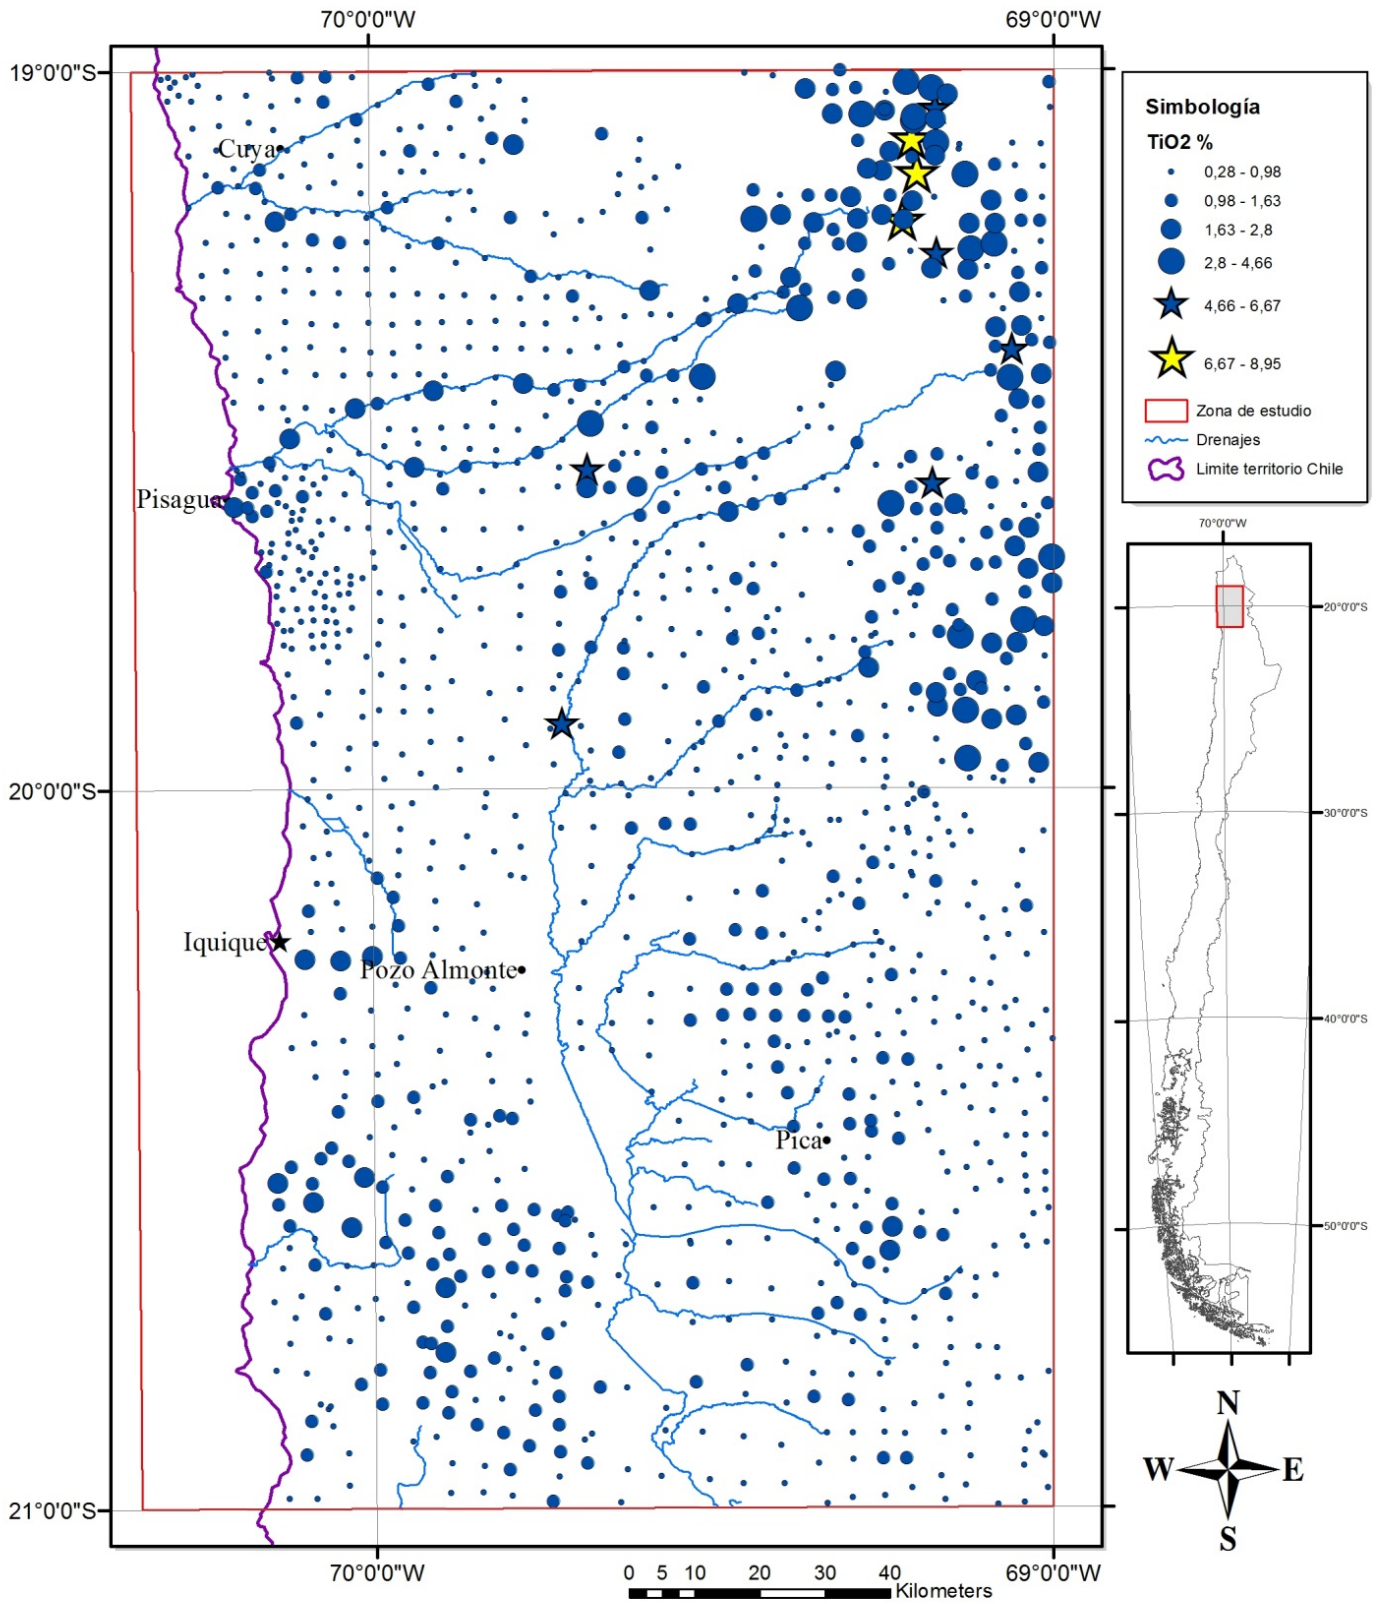 70°0'0"W
69°0'0"W
19°0'0"S
Cuya
Pisagua
20°0'0"S
Iquique
Pozo Almonte
Pica
21°0'0"S
70°0'0"W
69°0'0"W
0 5 10 20 30 40
Kilometers
Simbología
TiO2 %
0,28 - 0,98
0,98 - 1,63
1,63 - 2,8
2,8 - 4,66
4,66 - 6,67
6,67 - 8,95
Zona de estudio
Drenajes
Limite territorio Chile
70°0'0"W
20°0'0"S
30°0'0"S
40°0'0"S
50°0'0"S
N
W E
S